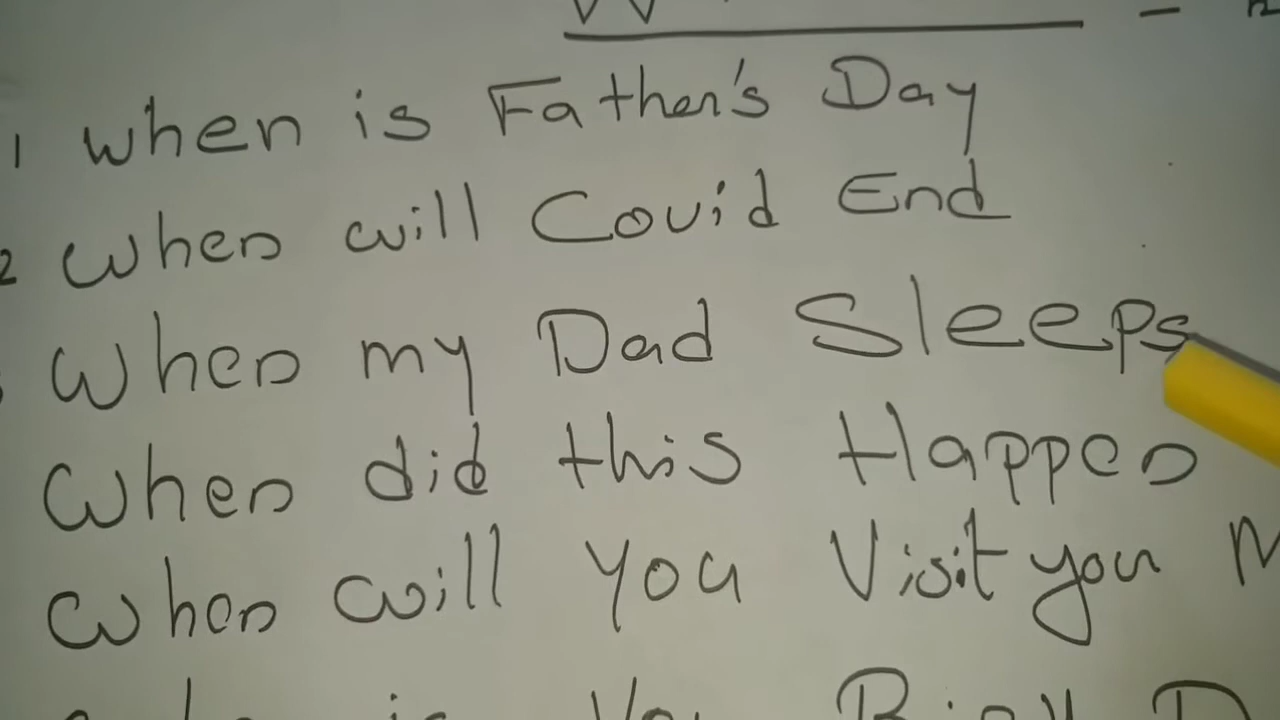 1 when is Father's Day
2 When will Covid End
When my Dad Sleeps
When did this Happen
When will you Visit you